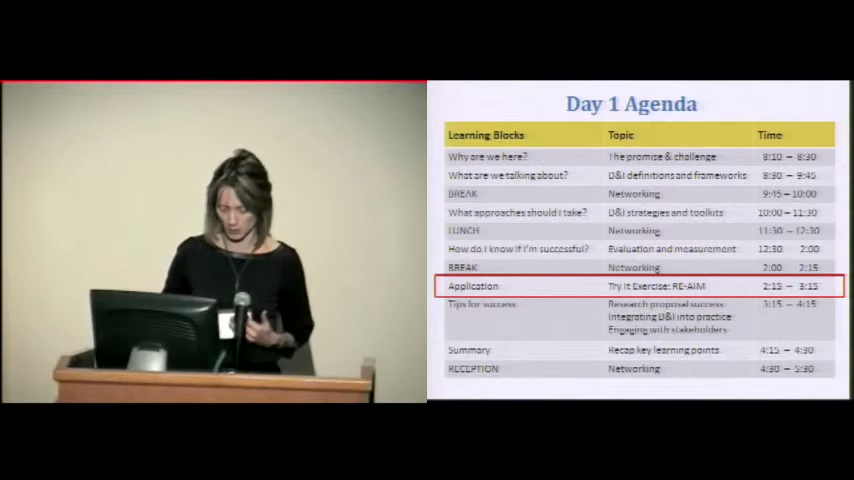 Day 1 Agenda
Learning Blocks Topic Time
Why are we here? The promise & challenge 8:10 – 8:30
What are we talking about? D&I definitions and frameworks 8:30 – 9:45
BREAK Networking 9:45 – 10:00
What approaches should I take? D&I strategies and toolkits 10:00 – 11:30
LUNCH Networking 11:30 – 12:30
How do I know if I'm successful? Evaluation and measurement 12:30 2:00
BREAK Networking 2:00 2:15
Application Try It Exercise: RE-AIM 2:15 – 3:15
Tips for success Research proposal success 3:15 – 4:15
Integrating D&I into practice
Engaging with stakeholders
Summary Recap key learning points 4:15 – 4:30
RECEPTION Networking 4:30 – 5:30